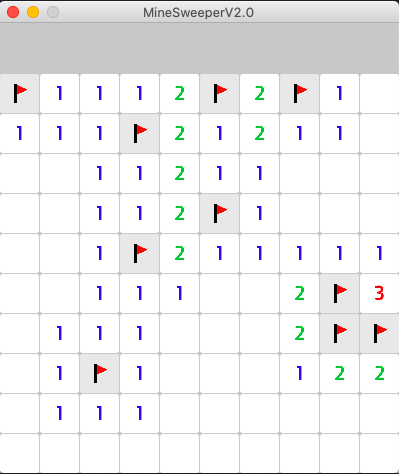 MineSweeperV2.0
1 1 1 2 2 1
1 1 1 2 1 2 1 1
1 1 2 1 1
1 1 2 1
1 2 1 1 1 1 1
1 1 1 2 3
1 1 1 2
1 1 1 2 2
1 1 1